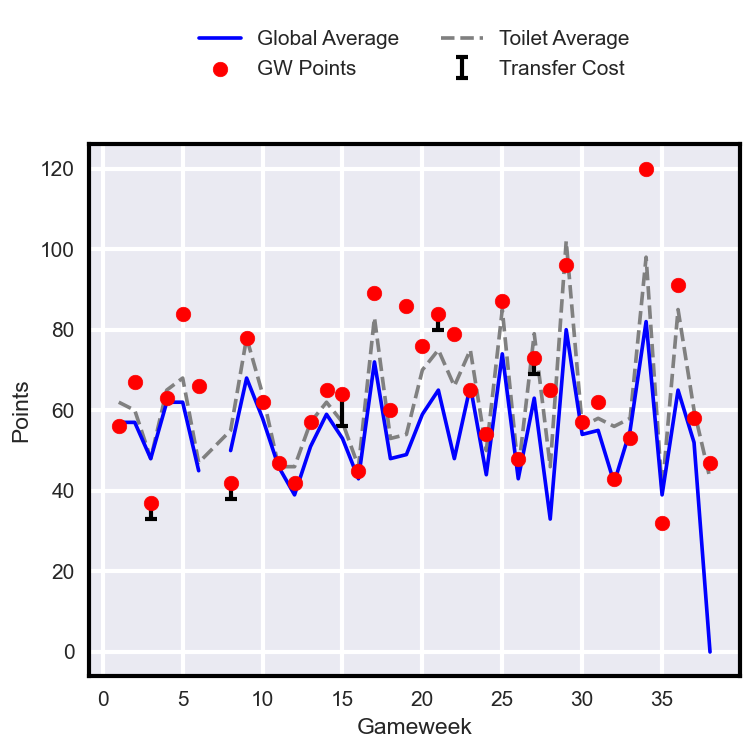 Global Average
Toilet Average
GW Points
Transfer Cost
120
100
80
60
40
20
0
Points
0 5 10 15 20 25 30 35
Gameweek